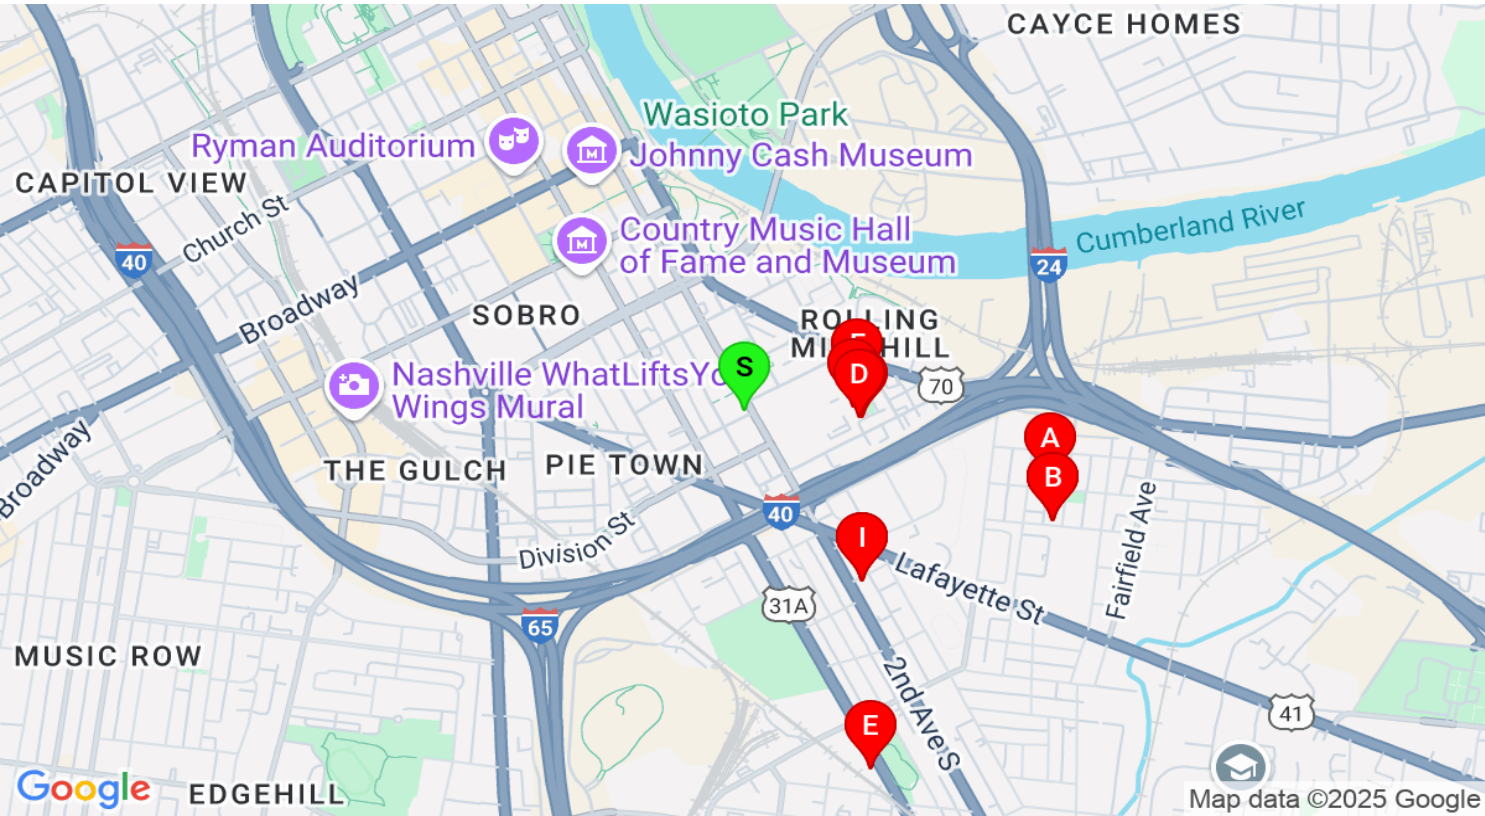 CAYCE HOMES
Wasioto Park
Ryman Auditorium
Johnny Cash Museum
CAPITOL VIEW
Church St
Cumberland River
Country Music Hall
of Fame and Museum
40
24
Broadway
SOBRO
ROLLING
HILL
S
D
70
Nashville WhatLiftsYo
Wings Mural
Broadway
A
THE GULCH
PIE TOWN
B
40
Division St
I
Lafayette St
Fairfield Ave
31A
65
MUSIC ROW
2nd Ave S
E
41
Google
EDGEHILL
Map data ©2025 Google